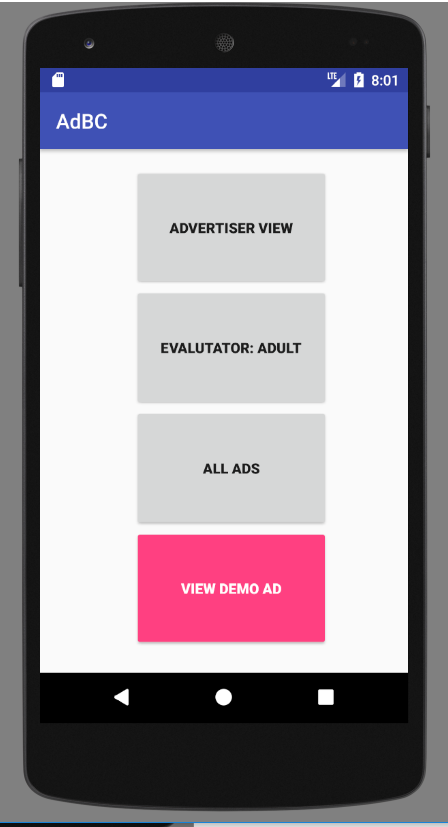 LTE 8:01
AdBC
ADVERTISER VIEW
EVALUTATOR: ADULT
ALL ADS
VIEW DEMO AD